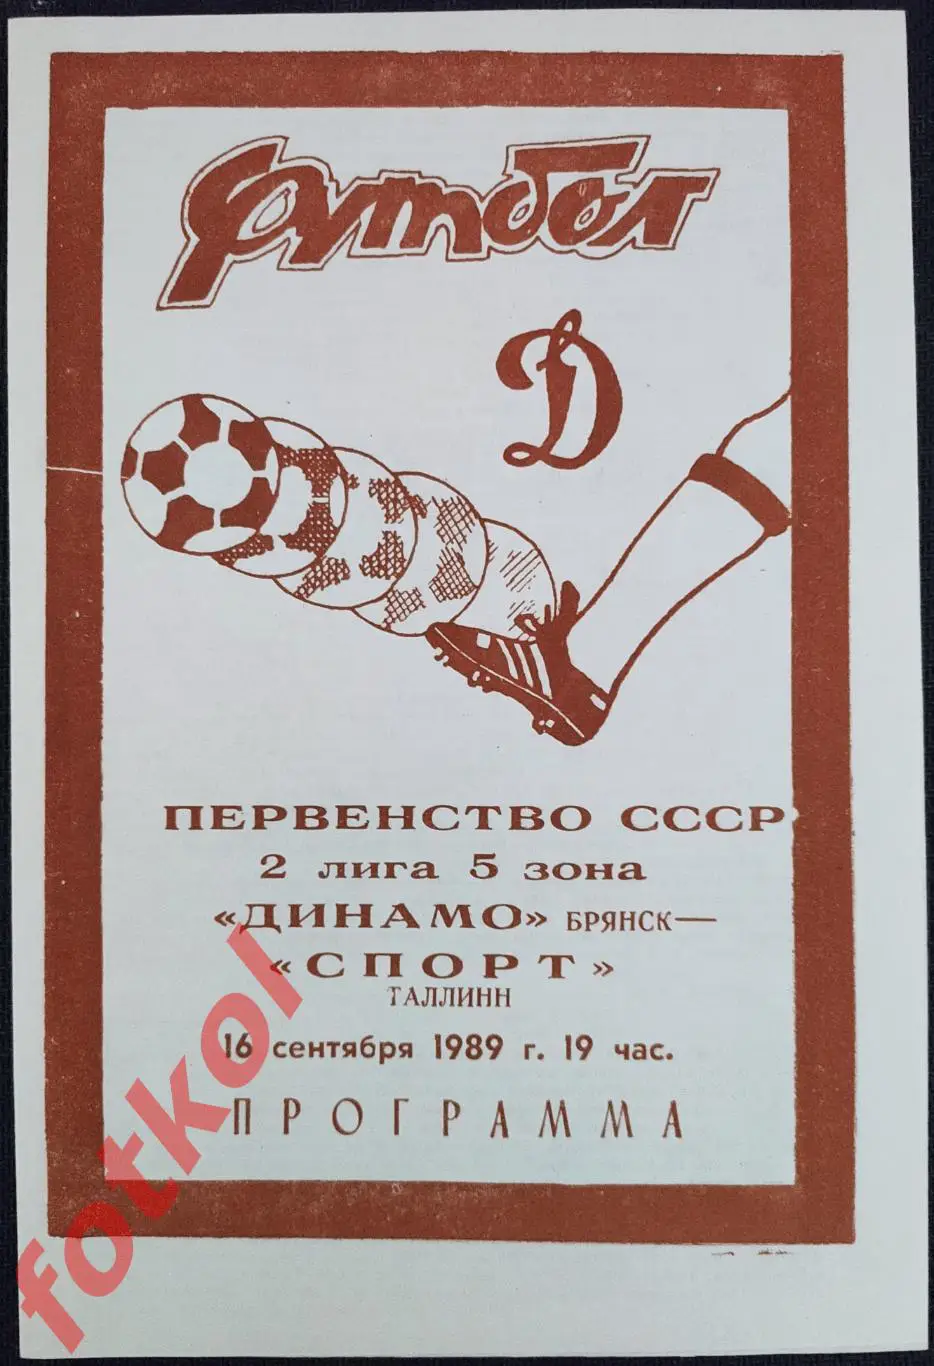 футбол
Д
ПЕРВЕНСТВО СССР
2 лига 5 зона
«ДИНАМО» БРЯНСК—
«СПОРТ»
ТАЛЛИНН
16 сентября 1989 г. 19 час.
ПРОГРАММА
fotkol